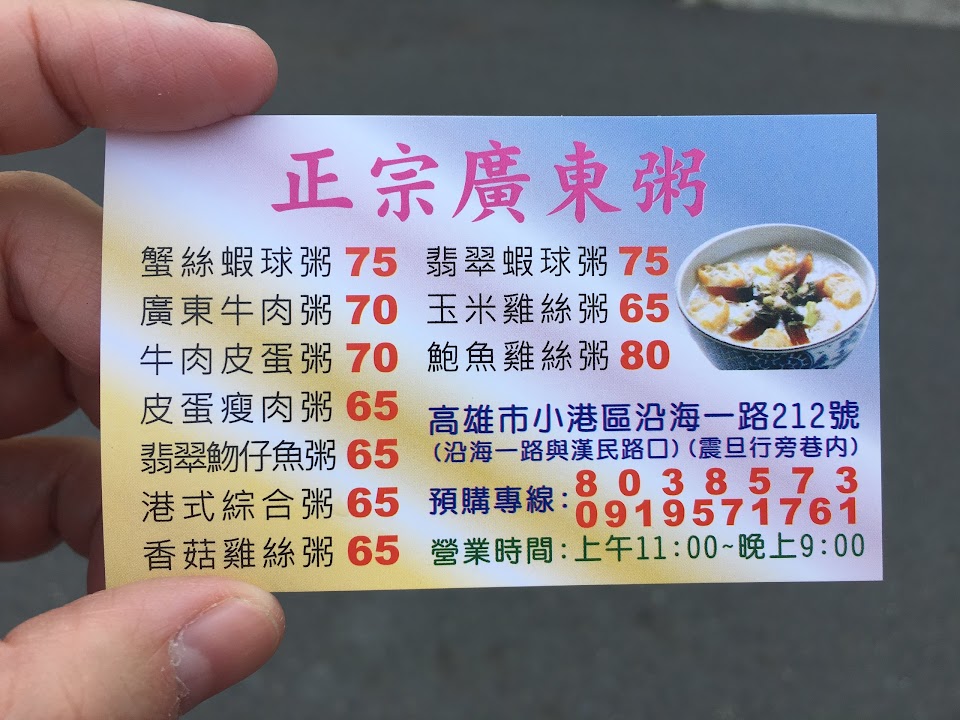 正宗廣東粥
蟹絲蝦球粥 75
廣東牛肉粥 70
牛肉皮蛋粥 70
皮蛋瘦肉粥 65
翡翠魩仔魚粥 65
港式綜合粥 65
香菇雞絲粥 65
翡翠蝦球粥 75
玉米雞絲粥 65
鮑魚雞絲粥 80
高雄市小港區沿海一路212號
(沿海一路與漢民路口)(震旦行旁巷內)
預購專線:8038573
0919571761
營業時間:上午11:00~晚上9:00